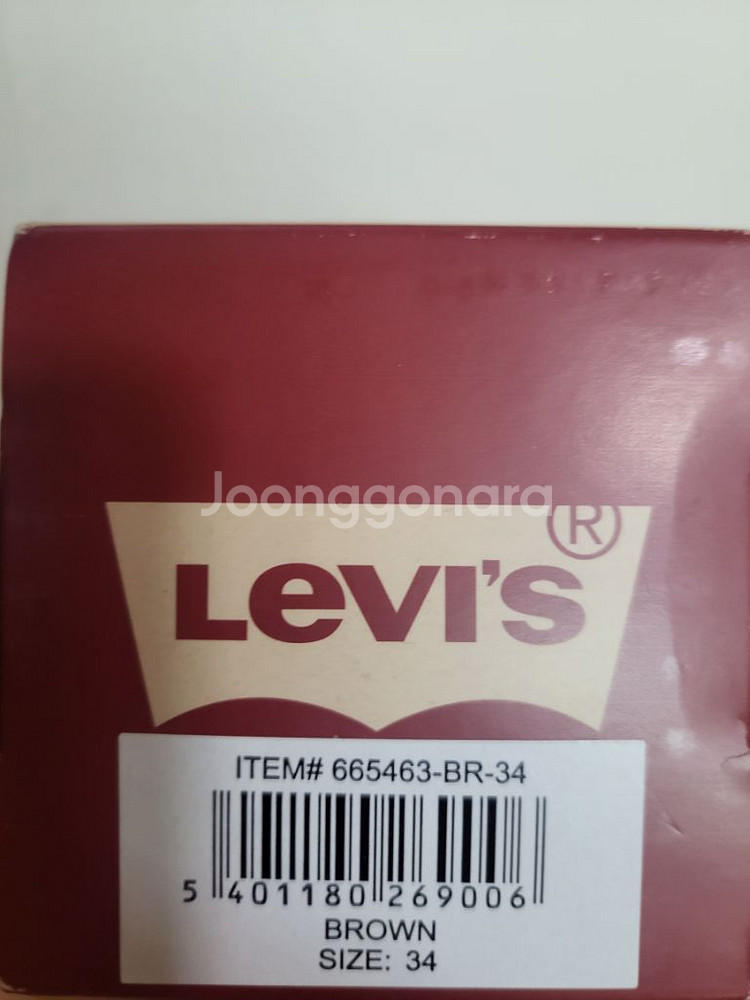 Joonggonara
LEVI'S®
ITEM# 665463-BR-34
5 401180 269006
BROWN
SIZE: 34